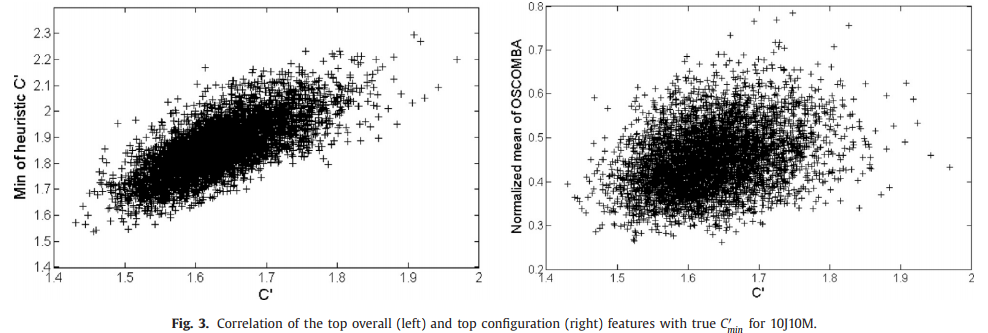 2.3
2.2
2.1
2
1.9
1.8
1.7
1.6
1.5
1.4
Min of heuristic C'
1.4 1.5 1.6 1.7 1.8 1.9 2
C'
0.8
0.7
0.6
0.5
0.4
0.3
0.2
Normalized mean of OSCOMBA
1.4 1.5 1.6 1.7 1.8 1.9 2
C'
Fig. 3. Correlation of the top overall (left) and top configuration (right) features with true C′min for 10J10M.